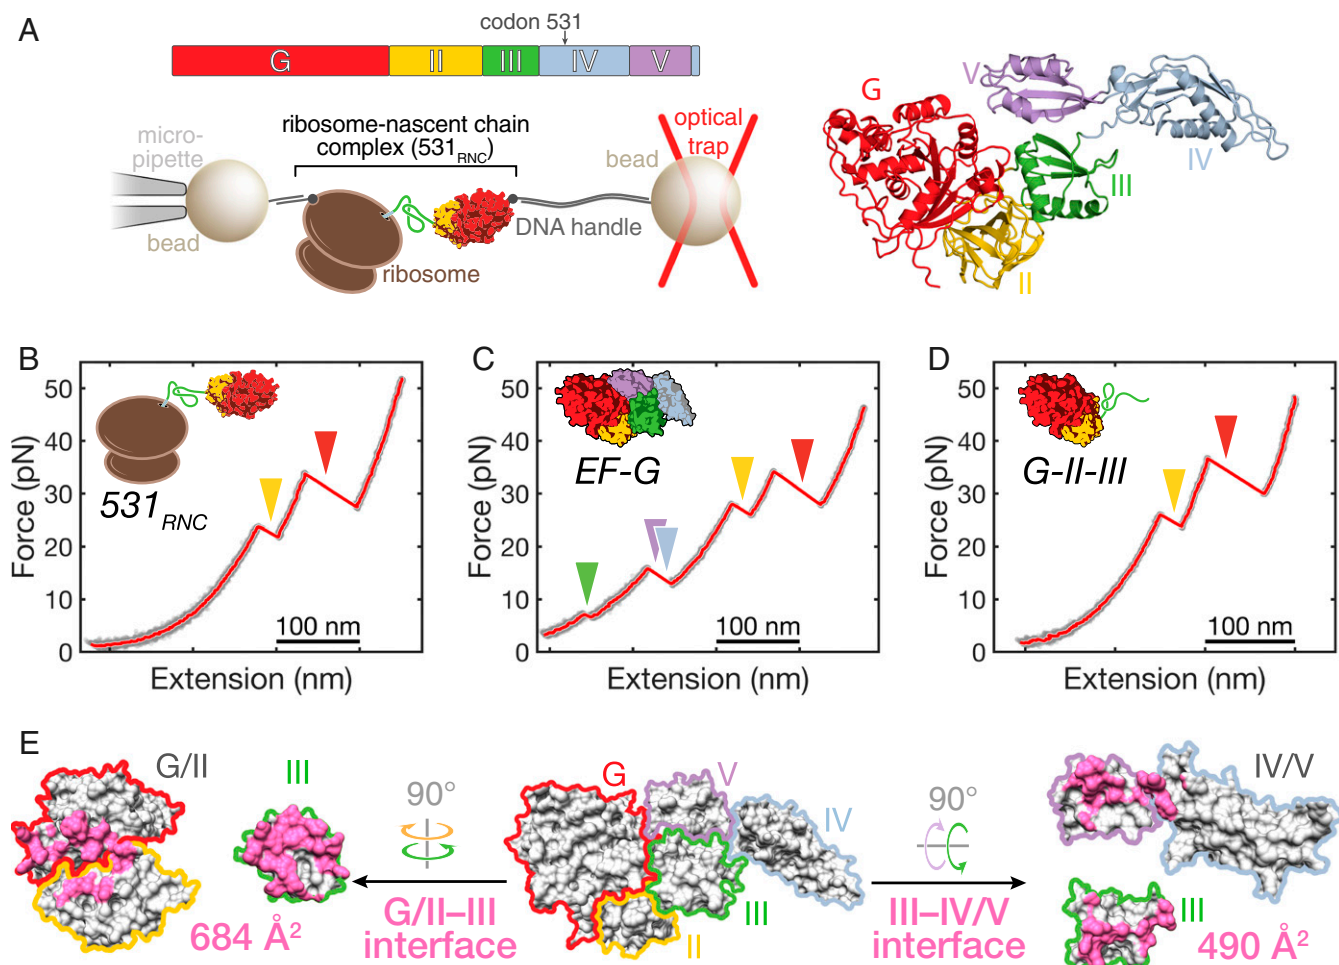 A
codon 531
G
II
III
IV
V
micro-
pipette
bead
ribosome-nascent chain
complex (531RNC)
optical
trap
bead
DNA handle
ribosome
G
V
IV
III
II
B
Force (pN)
50
40
30
20
10
0
531RNC
100 nm
Extension (nm)
C
Force (pN)
50
40
30
20
10
0
EF-G
100 nm
Extension (nm)
D
Force (pN)
50
40
30
20
10
0
G-II-III
100 nm
Extension (nm)
E
G/II
III
684 Å²
90°
G/II–III
interface
G
V
IV
III
II
90°
III–IV/V
interface
IV/V
III
490 Å²